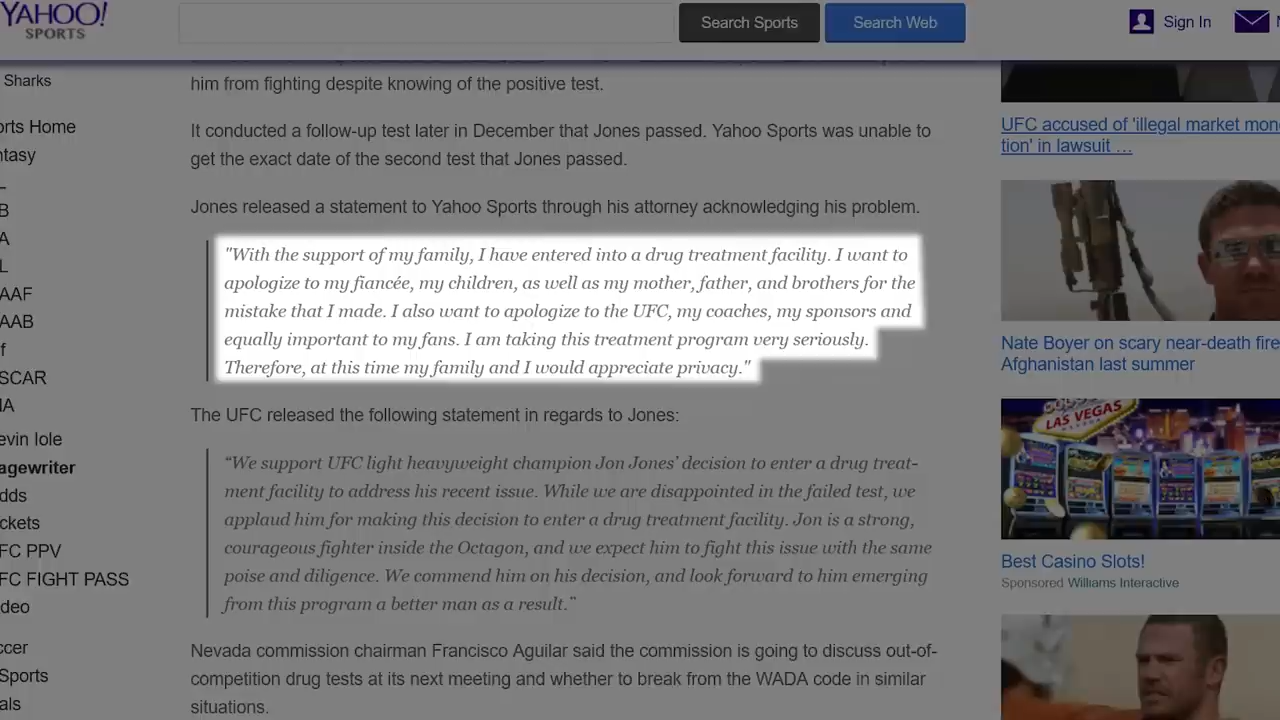 YAHOO!
SPORTS
Search Sports
Search Web
Sign In
Sharks
orts Home
ntasy
B
A
L
AAF
AAB
f
SCAR
IA
evin Iole
agewriter
dds
ckets
FC PPV
FC FIGHT PASS
deo
ccer
Sports
als
him from fighting despite knowing of the positive test.
It conducted a follow-up test later in December that Jones passed. Yahoo Sports was unable to
get the exact date of the second test that Jones passed.
Jones released a statement to Yahoo Sports through his attorney acknowledging his problem.
"With the support of my family, I have entered into a drug treatment facility. I want to
apologize to my fiancée, my children, as well as my mother, father, and brothers for the
mistake that I made. I also want to apologize to the UFC, my coaches, my sponsors and
equally important to my fans. I am taking this treatment program very seriously.
Therefore, at this time my family and I would appreciate privacy."
The UFC released the following statement in regards to Jones:
“We support UFC light heavyweight champion Jon Jones’ decision to enter a drug treat-
ment facility to address his recent issue. While we are disappointed in the failed test, we
applaud him for making this decision to enter a drug treatment facility. Jon is a strong,
courageous fighter inside the Octagon, and we expect him to fight this issue with the same
poise and diligence. We commend him on his decision, and look forward to him emerging
from this program a better man as a result.”
Nevada commission chairman Francisco Aguilar said the commission is going to discuss out-of-
competition drug tests at its next meeting and whether to break from the WADA code in similar
situations.
UFC accused of 'illegal market mon
tion' in lawsuit ...
Nate Boyer on scary near-death fire
Afghanistan last summer
LAS VEGAS
Best Casino Slots!
Sponsored Williams Interactive